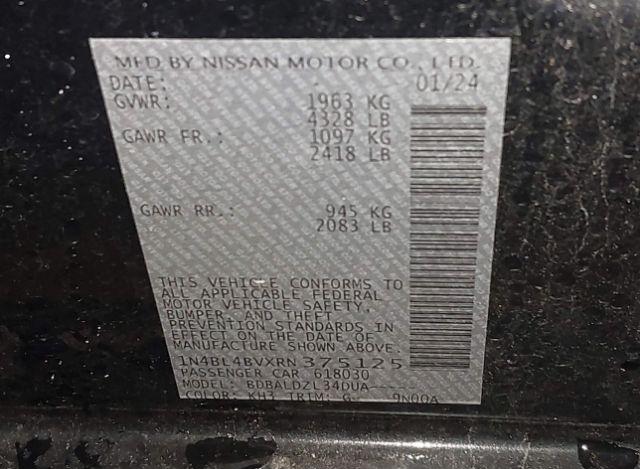 MFD BY NISSAN MOTOR CO., LTD.
DATE: 01/24
GVWR: 1963 KG
4328 LB
GAWR FR.: 1097 KG
2418 LB
GAWR RR.: 945 KG
2083 LB
THIS VEHICLE CONFORMS TO
ALL APPLICABLE FEDERAL
MOTOR VEHICLE SAFETY,
BUMPER, AND THEFT
PREVENTION STANDARDS IN
EFFECT ON THE DATE OF
MANUFACTURE SHOWN ABOVE.
1N4BL4BVXRN375125
PASSENGER CAR 618030
MODEL: BDBALDZL34DUA-----
COLOR: KH3 TRIM: G 9N00A